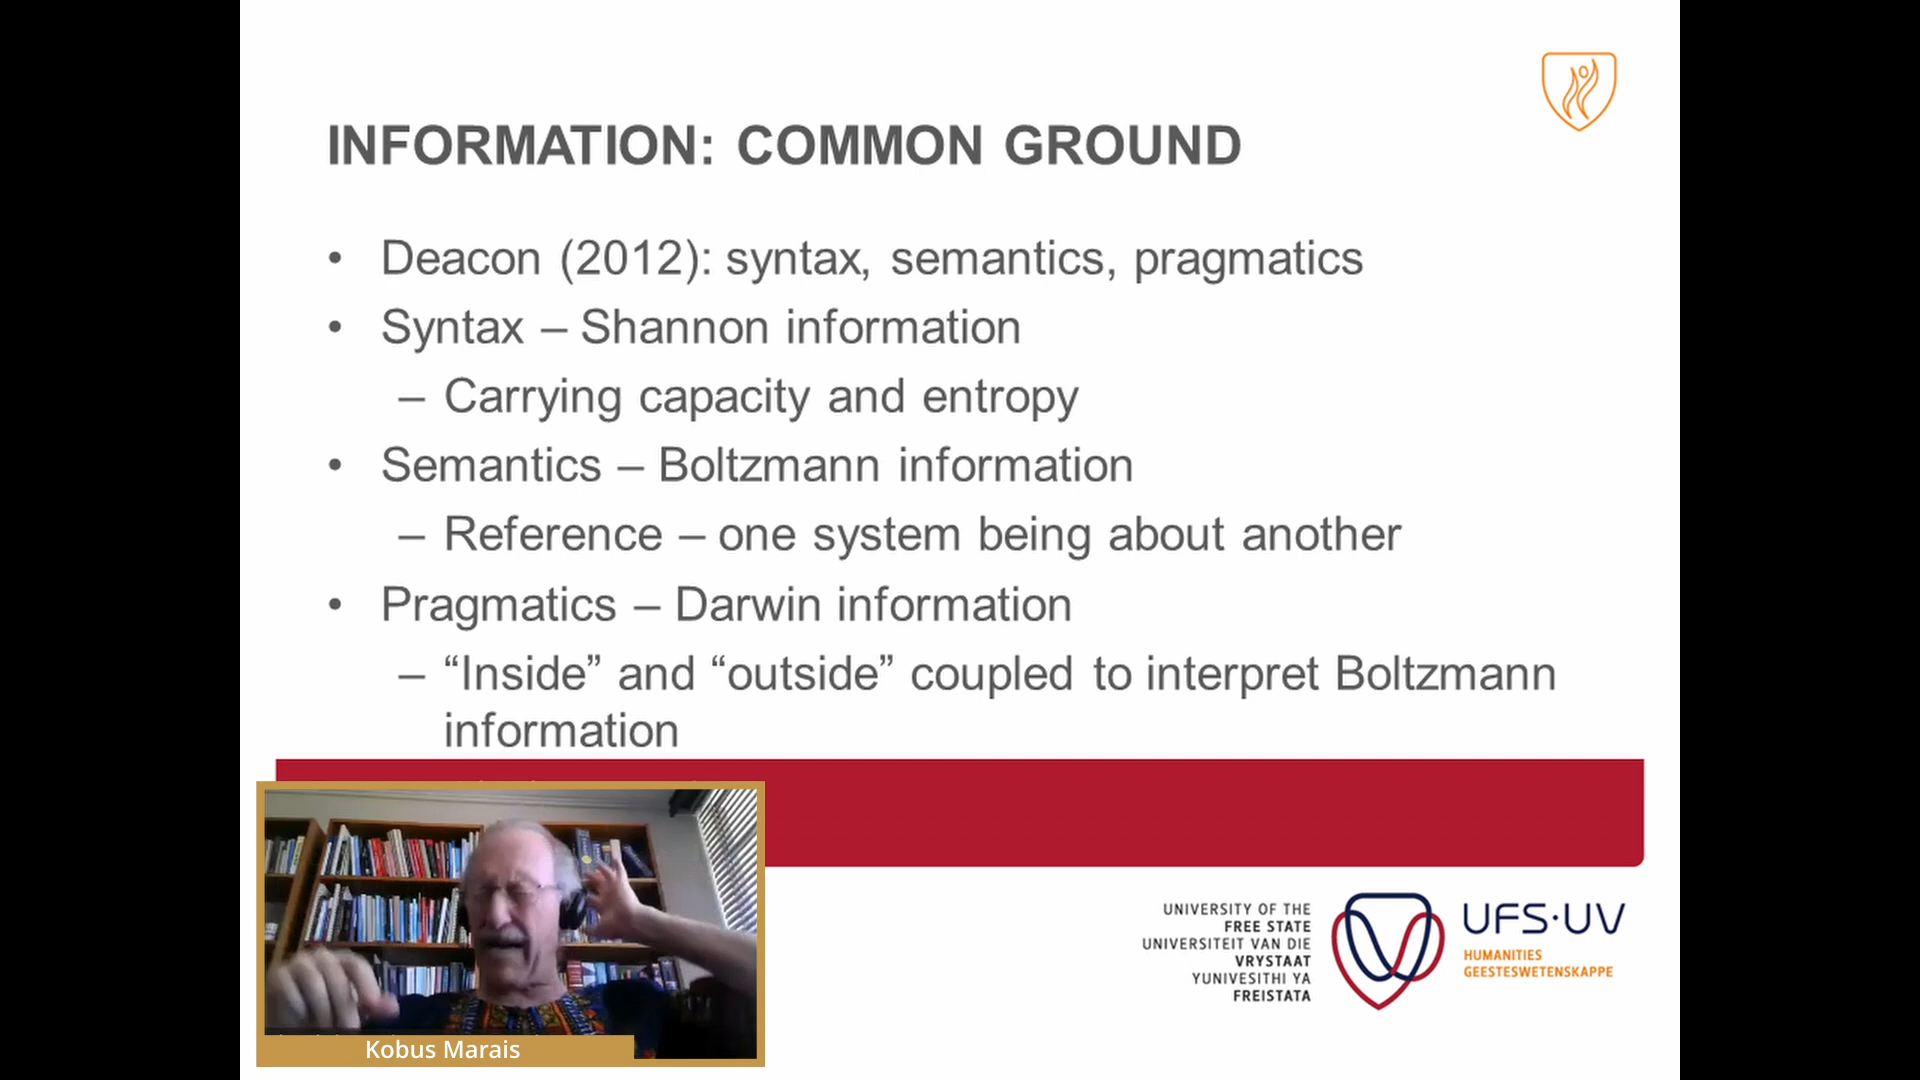 INFORMATION: COMMON GROUND
• Deacon (2012): syntax, semantics, pragmatics
• Syntax – Shannon information
– Carrying capacity and entropy
• Semantics – Boltzmann information
– Reference – one system being about another
• Pragmatics – Darwin information
– “Inside” and “outside” coupled to interpret Boltzmann
information
UNIVERSITY OF THE
FREE STATE
UNIVERSITEIT VAN DIE
VRYSTAAT
YUNIVESITHI YA
FREISTATA
UFS·UV
HUMANITIES
GEESTESWETENSKAPPE
Kobus Marais